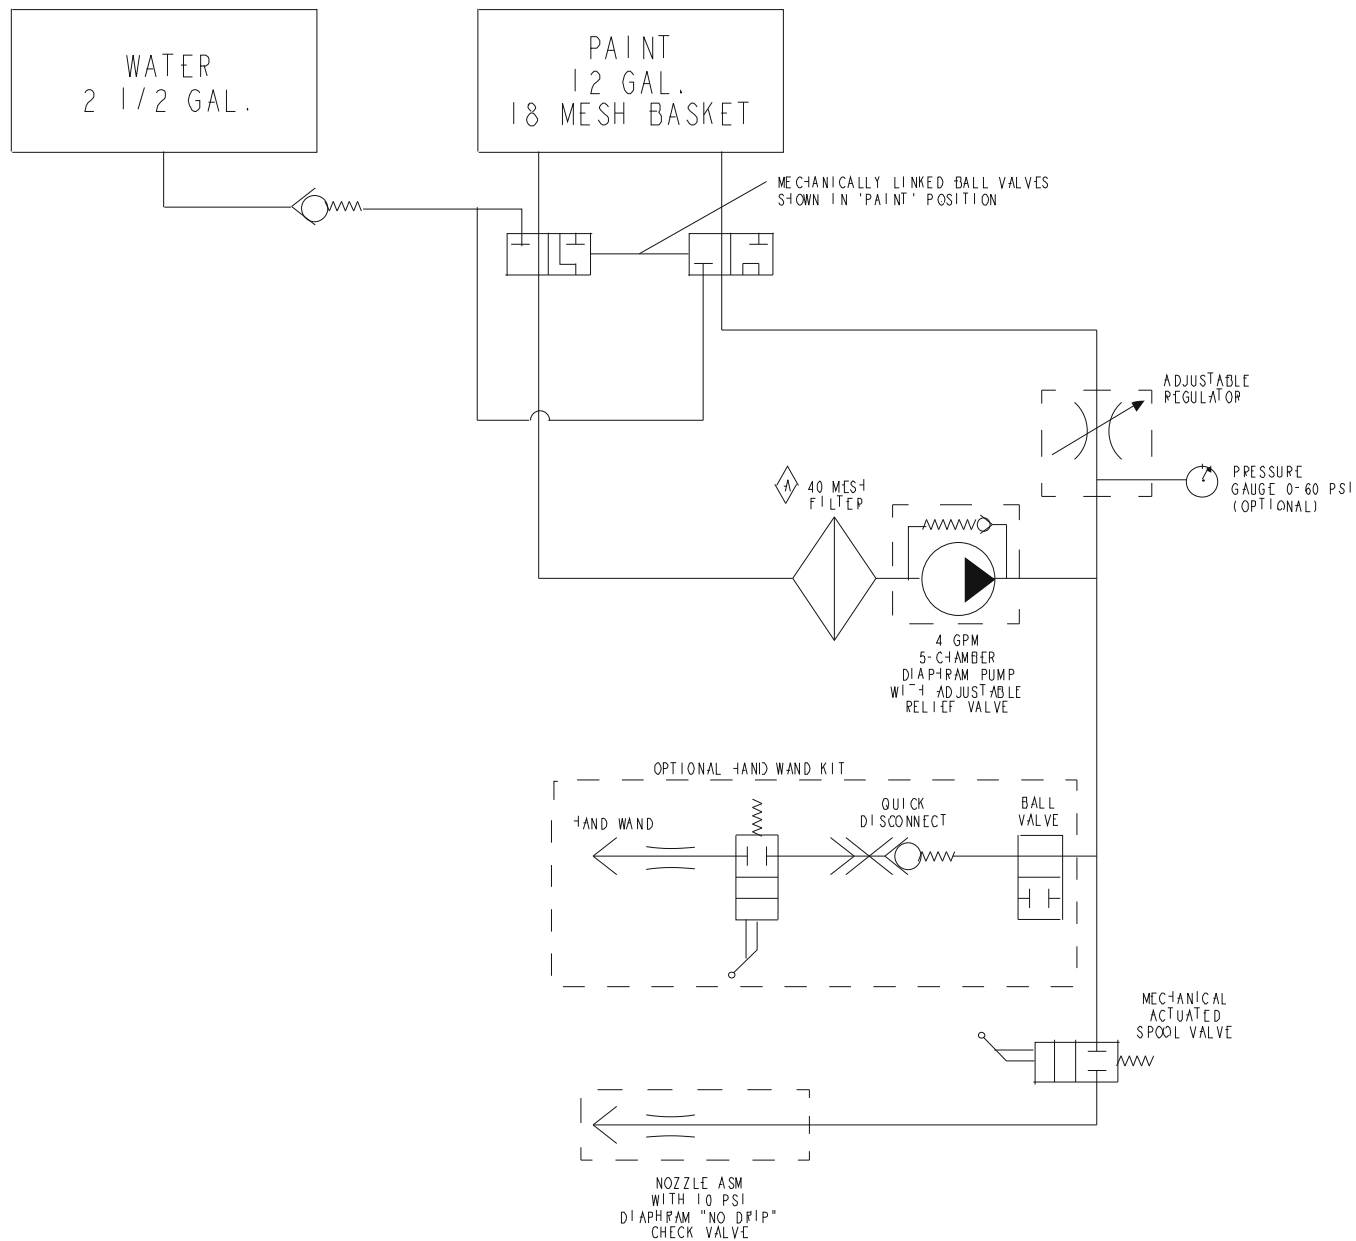 WATER
2 1/2 GAL.
PAINT
12 GAL.
18 MESH BASKET
MECHANICALLY LINKED BALL VALVES
SHOWN IN 'PAINT' POSITION
ADJUSTABLE
REGULATOR
PRESSURE
GAUGE 0-60 PSI
(OPTIONAL)
A
40 MESH
FILTER
4 GPM
5-CHAMBER
DIAPHRAM PUMP
WITH ADJUSTABLE
RELIEF VALVE
OPTIONAL HAND WAND KIT
HAND WAND
QUICK
DISCONNECT
BALL
VALVE
MECHANICAL
ACTUATED
SPOOL VALVE
NOZZLE ASM
WITH 10 PSI
DIAPHRAM "NO DRIP"
CHECK VALVE